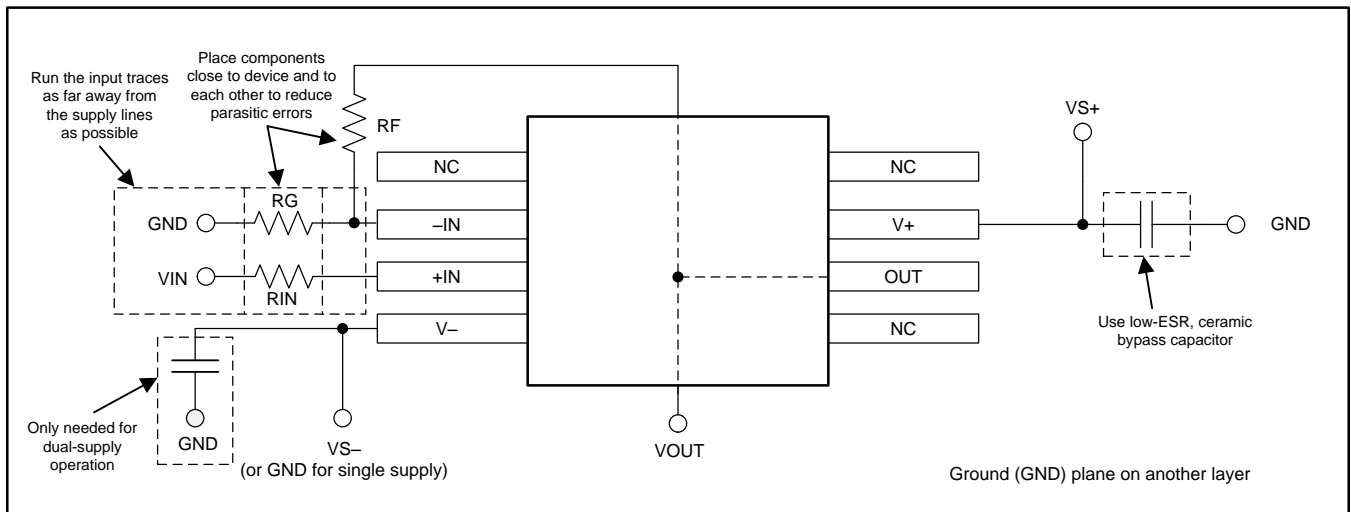 Run the input traces
as far away from
the supply lines
as possible
Place components
close to device and to
each other to reduce
parasitic errors
RF
VS+
NC
NC
RG
GND
–IN
V+
GND
VIN
+IN
OUT
RIN
V–
NC
Use low-ESR, ceramic
bypass capacitor
Only needed for
dual-supply
operation
GND
VS–
(or GND for single supply)
VOUT
Ground (GND) plane on another layer